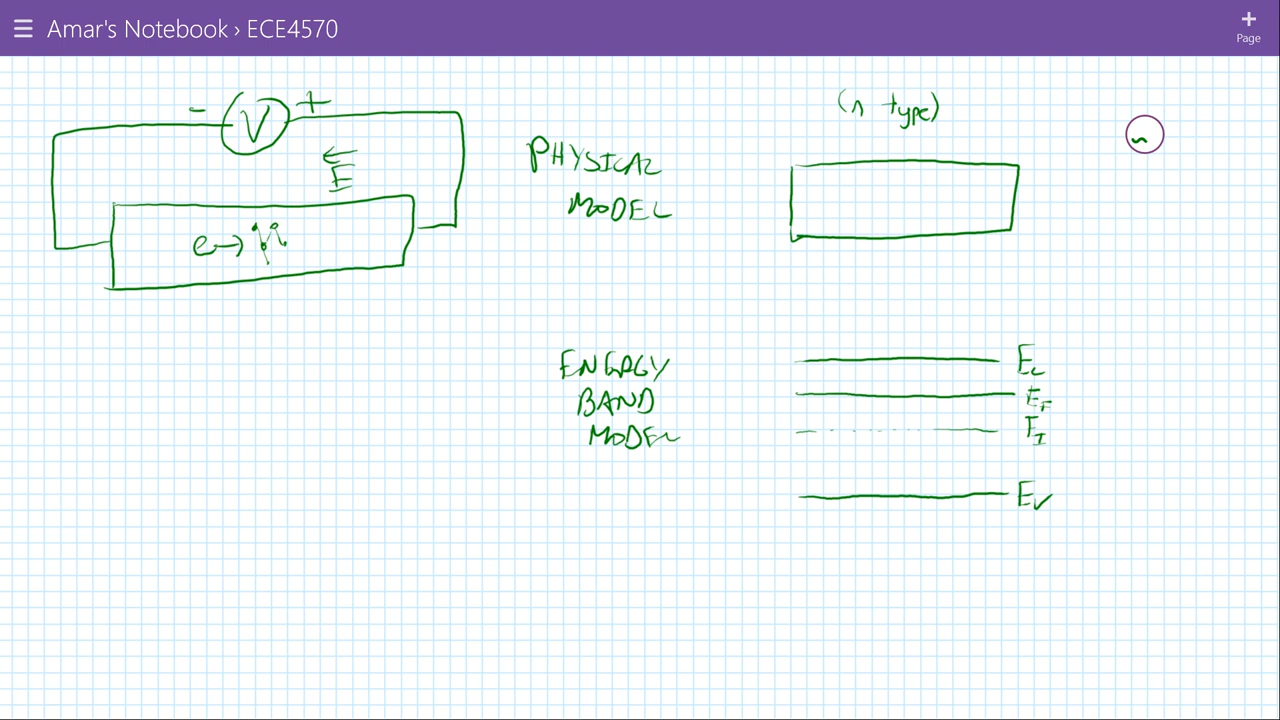 Amar's Notebook › ECE4570
Page
- V +
E
e
PHYSICAL
MODEL
(n type)
ENERGY
BAND
MODEL
Ec
EF
EI
Ev